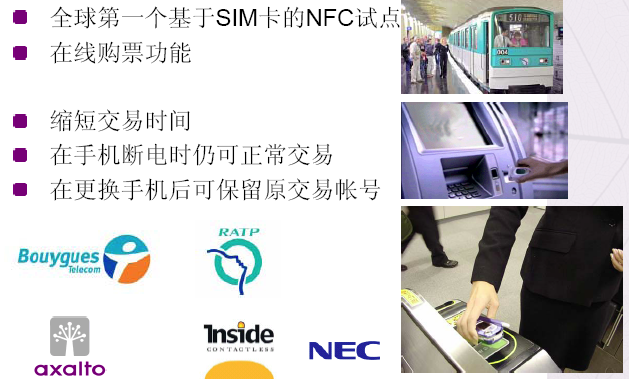 全球第一个基于SIM卡的NFC试点
在线购票功能
缩短交易时间
在手机断电时仍可正常交易
在更换手机后可保留原交易帐号
Bouygues
Telecom
RATP
axalto
Inside
CONTACTLESS
NEC